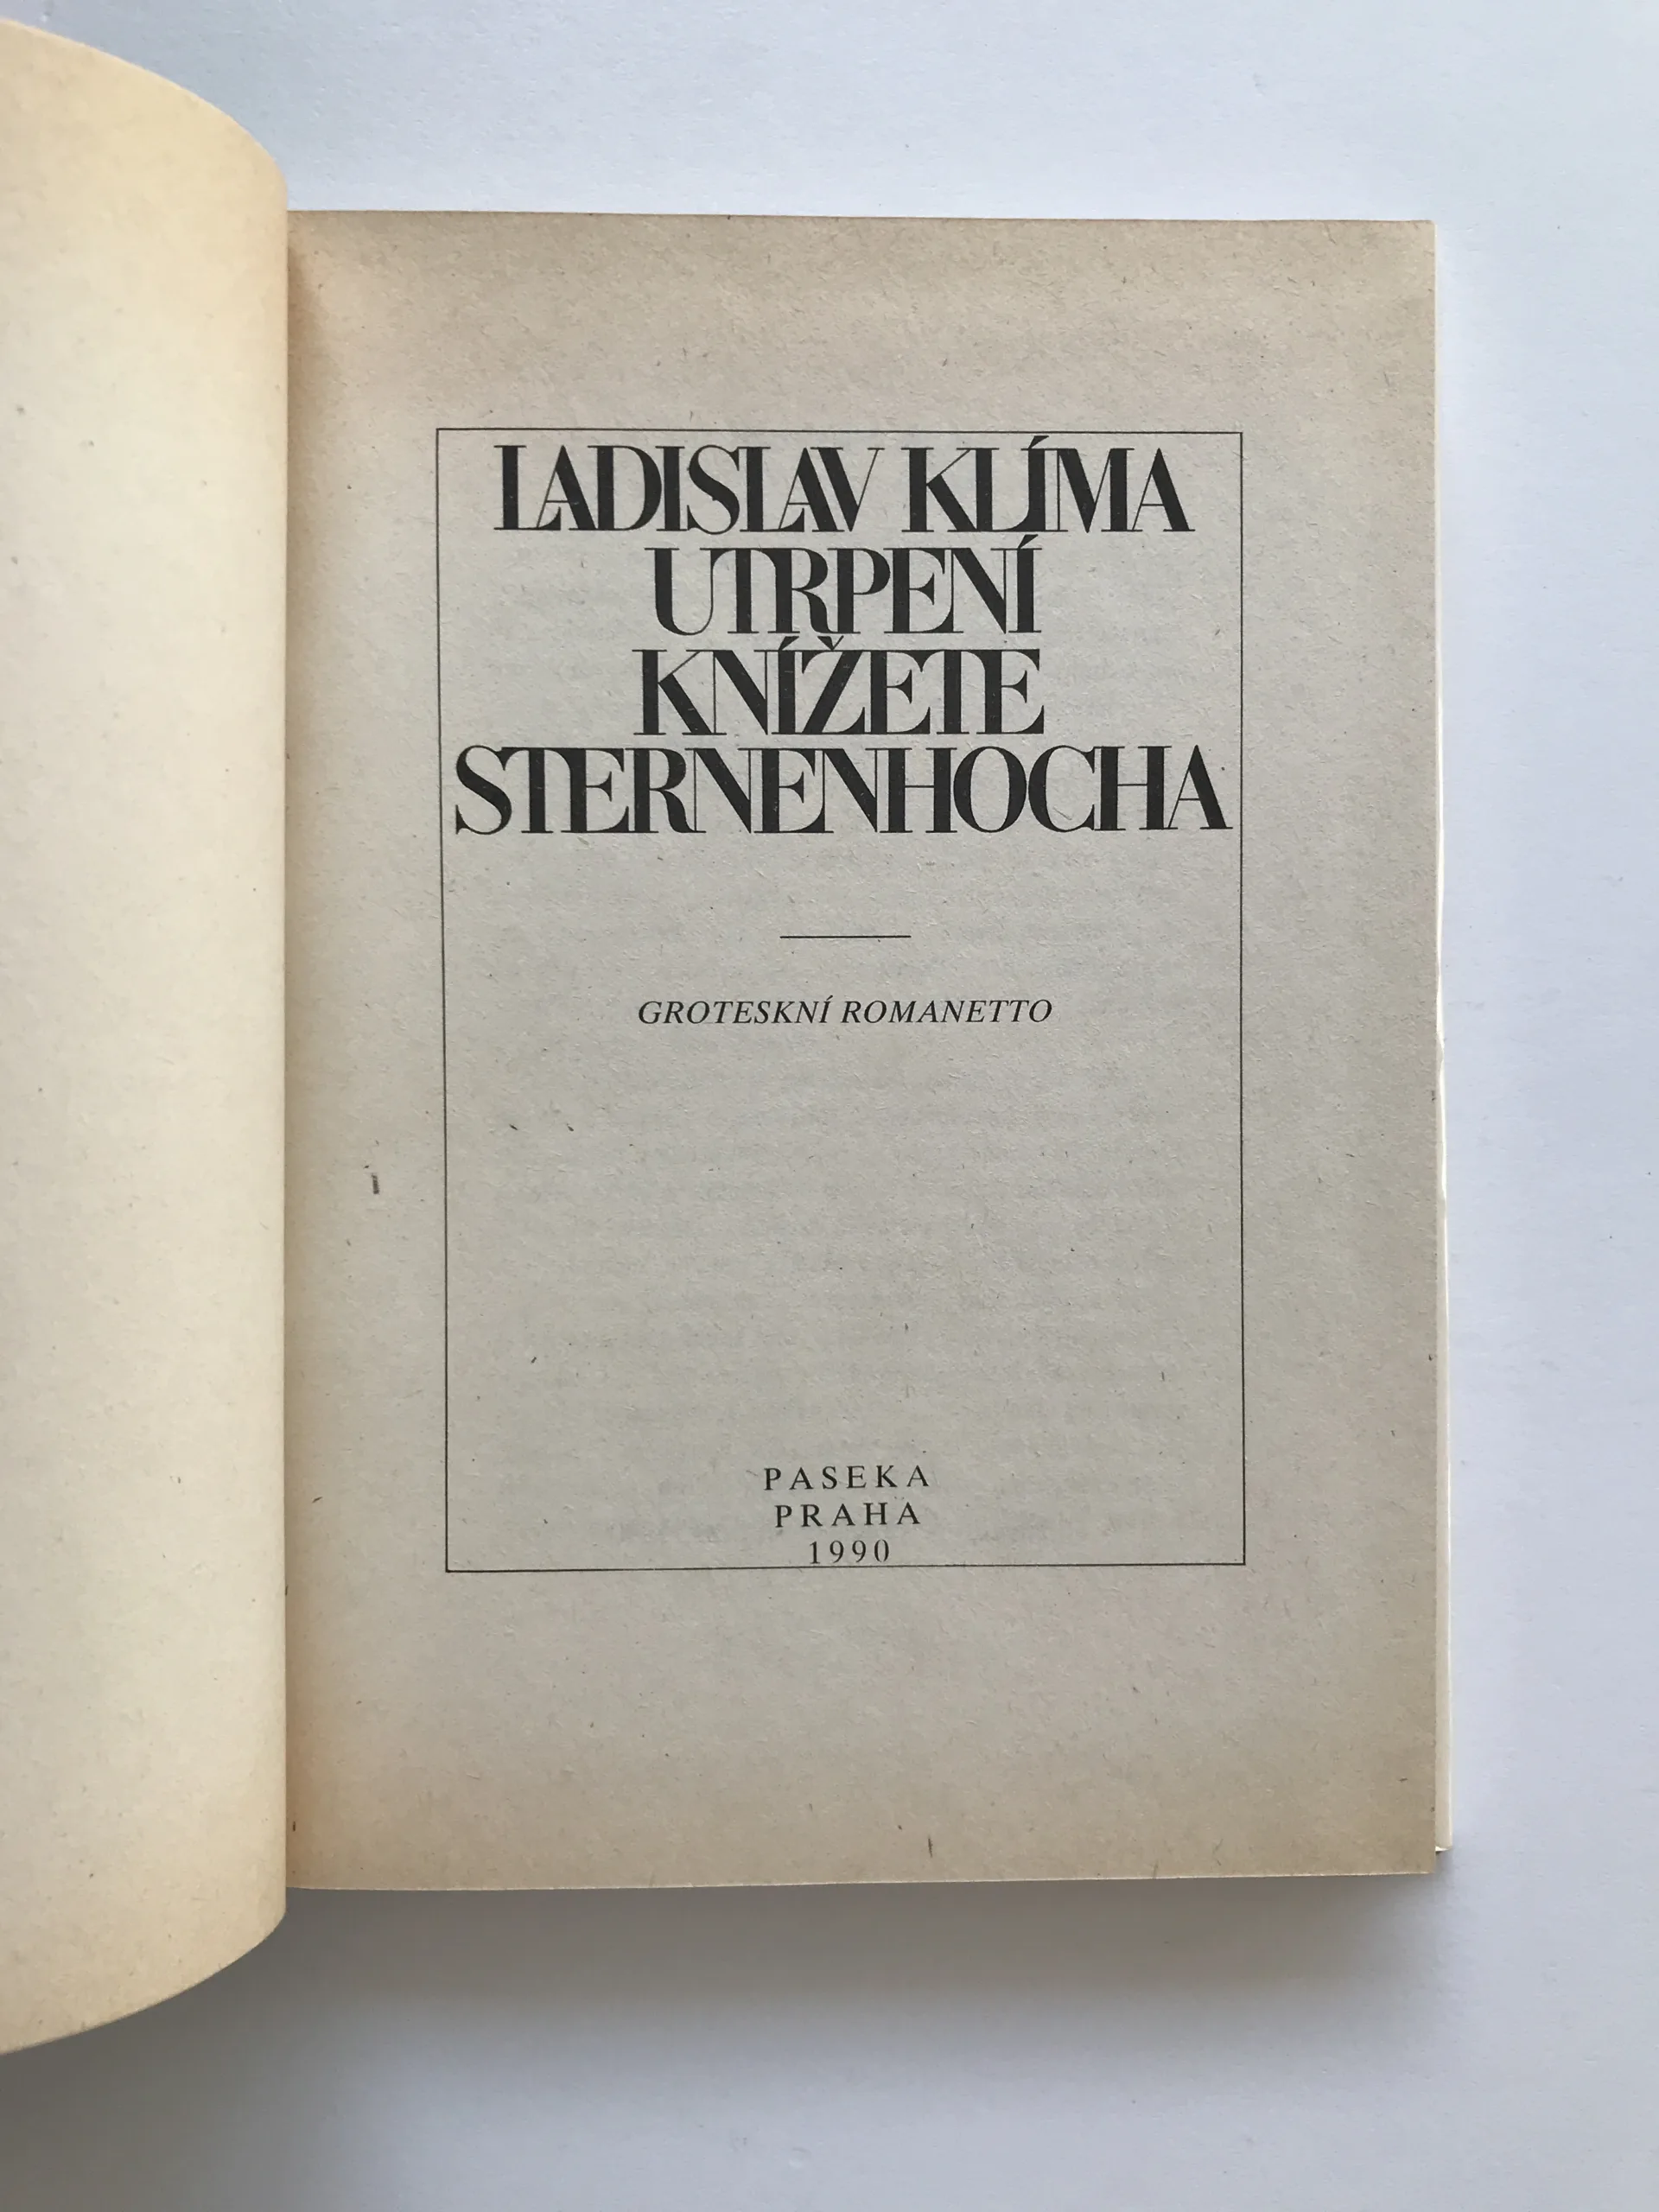 LADISLAV KLÍMA
UTRPENÍ
KNÍŽETE
STERNENHOCHA
GROTESKNÍ ROMANETTO
PASEKA
PRAHA
1990